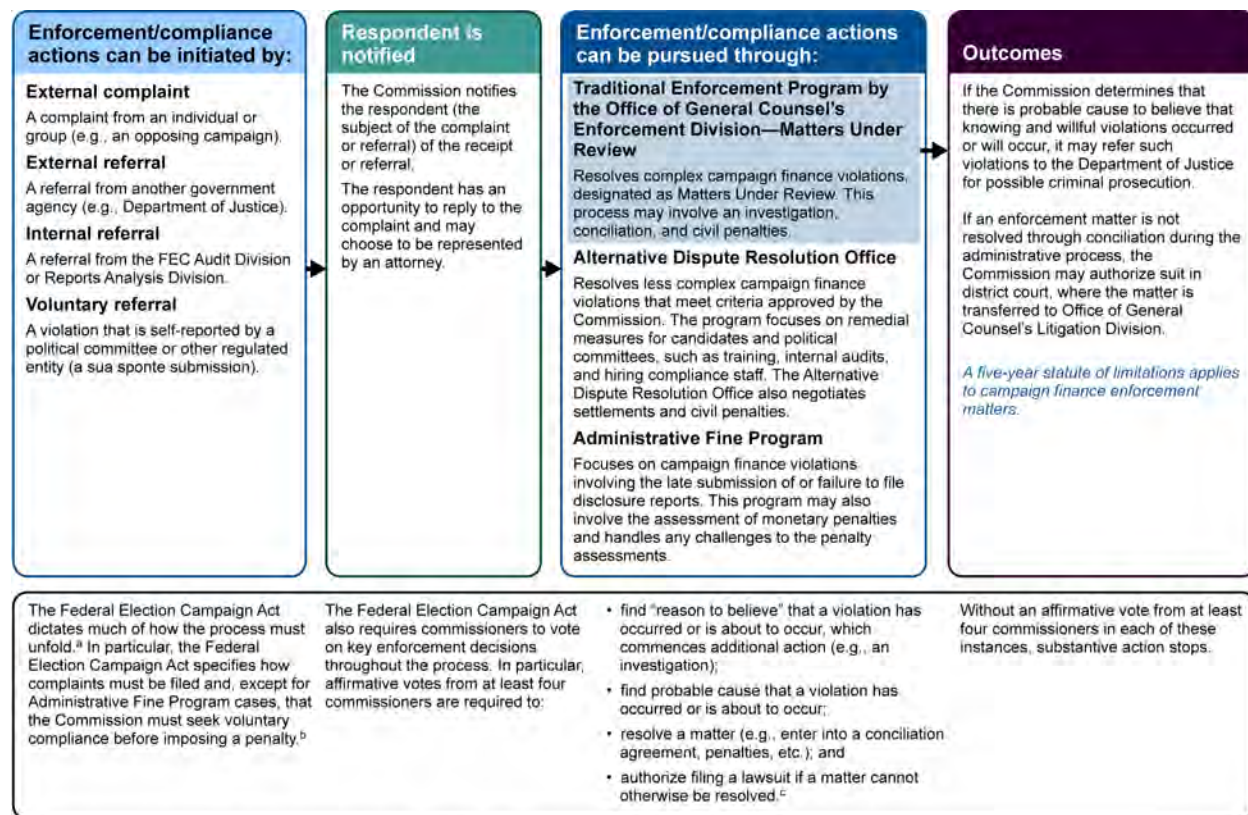 Enforcement/compliance
actions can be initiated by:
External complaint
A complaint from an individual or
group (e.g., an opposing campaign).
External referral
A referral from another government
agency (e.g., Department of Justice).
Internal referral
A referral from the FEC Audit Division
or Reports Analysis Division.
Voluntary referral
A violation that is self-reported by a
political committee or other regulated
entity (a sua sponte submission).
Respondent is
notified
The Commission notifies
the respondent (the
subject of the complaint
or referral) of the receipt
or referral.
The respondent has an
opportunity to reply to the
complaint and may
choose to be represented
by an attorney.
Enforcement/compliance actions
can be pursued through:
Traditional Enforcement Program by
the Office of General Counsel's
Enforcement Division—Matters Under
Review
Resolves complex campaign finance violations,
designated as Matters Under Review. This
process may involve an investigation,
conciliation, and civil penalties.
Alternative Dispute Resolution Office
Resolves less complex campaign finance
violations that meet criteria approved by the
Commission. The program focuses on remedial
measures for candidates and political
committees, such as training, internal audits,
and hiring compliance staff. The Alternative
Dispute Resolution Office also negotiates
settlements and civil penalties.
Administrative Fine Program
Focuses on campaign finance violations
involving the late submission of or failure to file
disclosure reports. This program may also
involve the assessment of monetary penalties
and handles any challenges to the penalty
assessments.
Outcomes
If the Commission determines that
there is probable cause to believe that
knowing and willful violations occurred
or will occur, it may refer such
violations to the Department of Justice
for possible criminal prosecution.
If an enforcement matter is not
resolved through conciliation during the
administrative process, the
Commission may authorize suit in
district court, where the matter is
transferred to Office of General
Counsel's Litigation Division.
A five-year statute of limitations applies
to campaign finance enforcement
matters.
The Federal Election Campaign Act
dictates much of how the process must
unfold.ª In particular, the Federal
Election Campaign Act specifies how
complaints must be filed and, except for
Administrative Fine Program cases, that
the Commission must seek voluntary
compliance before imposing a penalty.ᵇ
The Federal Election Campaign Act
also requires commissioners to vote
on key enforcement decisions
throughout the process. In particular,
affirmative votes from at least four
commissioners are required to:
• find "reason to believe" that a violation has
occurred or is about to occur, which
commences additional action (e.g., an
investigation);
• find probable cause that a violation has
occurred or is about to occur;
• resolve a matter (e.g., enter into a conciliation
agreement, penalties, etc.); and
• authorize filing a lawsuit if a matter cannot
otherwise be resolved.ᶜ
Without an affirmative vote from at least
four commissioners in each of these
instances, substantive action stops.